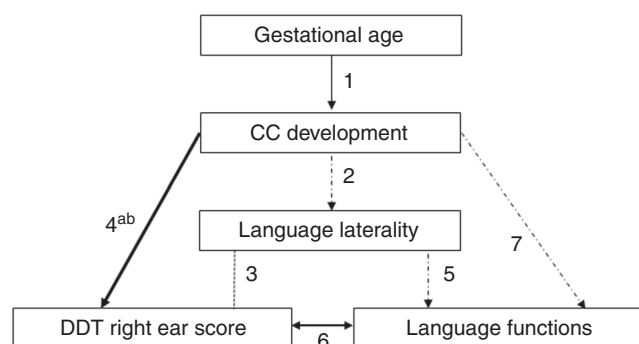 Gestational age
1
CC development
2
4ab
7
Language laterality
3
5
DDT right ear score
Language functions
6